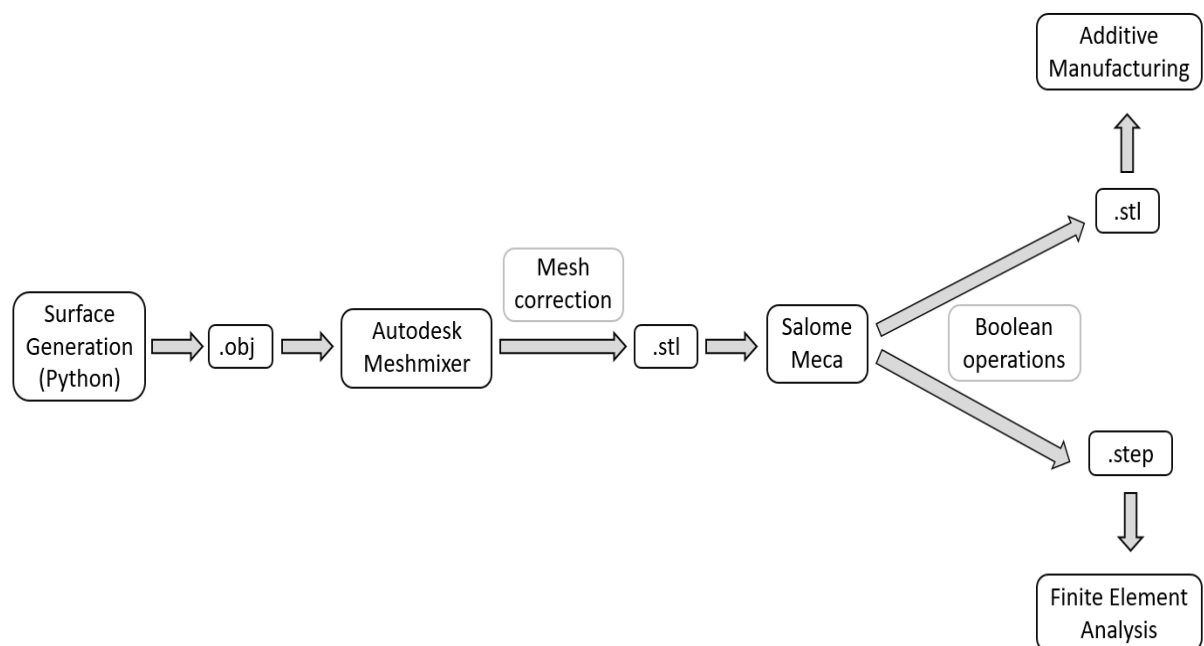 Additive
Manufacturing
.stl
Mesh
correction
Surface
Generation
(Python)
.obj
Autodesk
Meshmixer
.stl
Salome
Meca
Boolean
operations
.step
Finite Element
Analysis